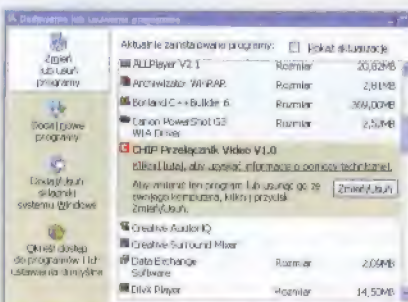 Dodawanie lub usuwanie programów
Zmień
lub usuń
programy
Aktualnie zainstalowane programy:
Pokaż aktualizacje
ALLPlayer V2.1 Rozmiar 20,82MB
Archiwizator WinRAR Rozmiar 2,81MB
Borland C++Builder 6 Rozmiar 369,00MB
Canon PowerShot G3 Rozmiar 2,52MB
WIA Driver
Dodaj nowe
programy
CHIP Przełącznik Video V1.0
Kliknij tutaj, aby uzyskać informacje o pomocy technicznej.
Aby zmienić ten program lub usunąć go ze
swojego komputera, kliknij przycisk
Zmień/Usuń.
Zmień/Usuń
Dodaj/Usuń
składniki
systemu Windows
Creative AudioIQ
Creative Surround Mixer
Data Exchange Rozmiar 2,09MB
Software
DivX Player Rozmiar 14,50MB
Określ dostęp
do programów i ich
ustawienia domyślne